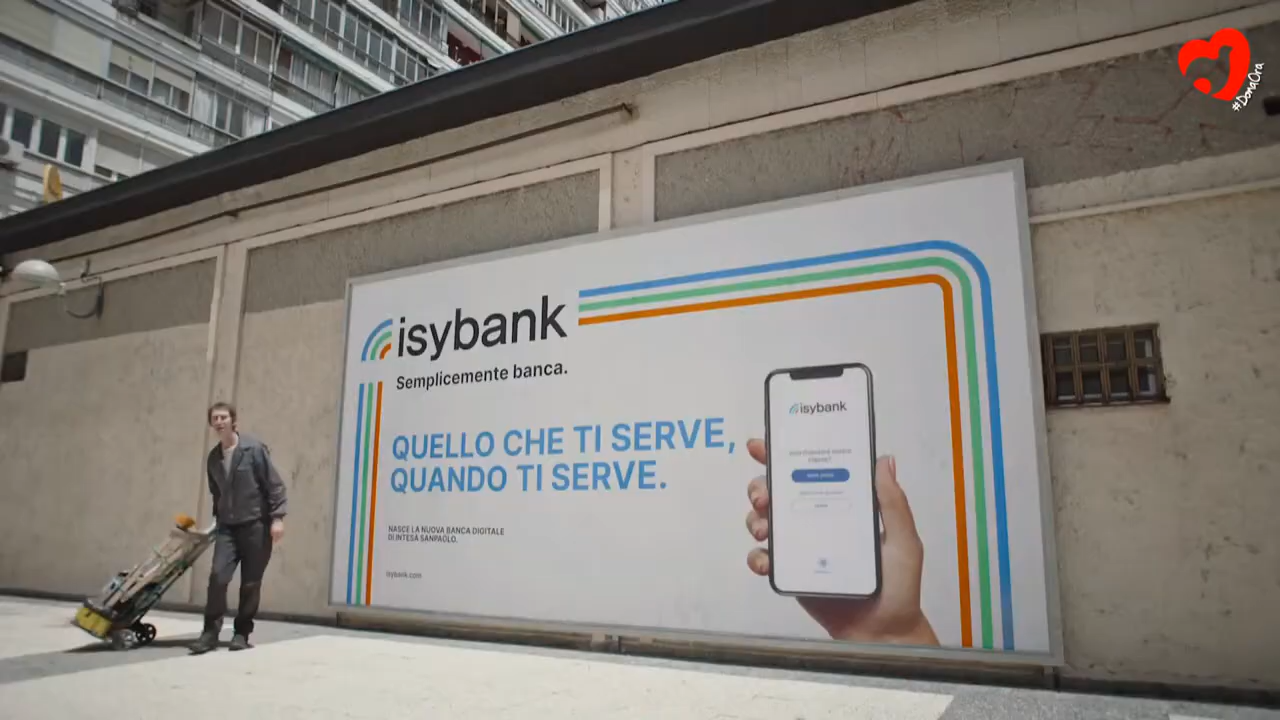 #DonaOra
isybank
Semplicemente banca.
QUELLO CHE TI SERVE,
QUANDO TI SERVE.
NASCE LA NUOVA BANCA DIGITALE
DI INTESA SANPAOLO.
isybank.com
isybank